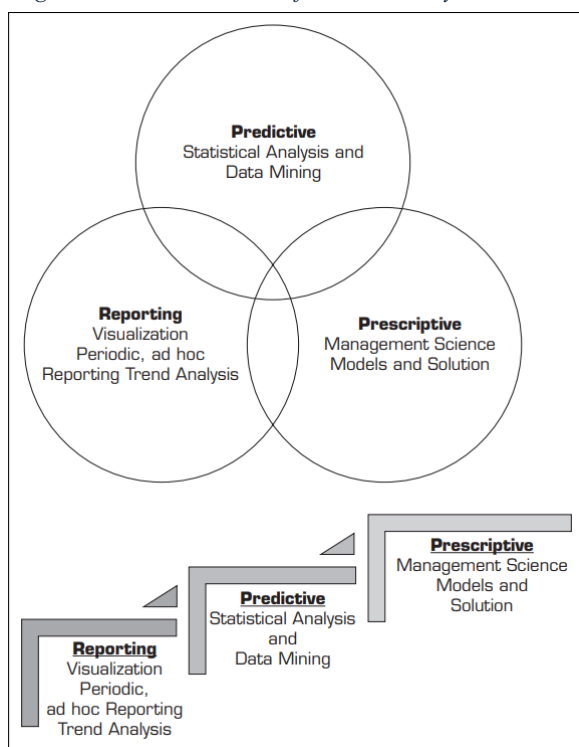 Predictive
Statistical Analysis and
Data Mining
Reporting
Visualization
Periodic, ad hoc
Reporting Trend Analysis
Prescriptive
Management Science
Models and Solution
Prescriptive
Management Science
Models and
Solution
Predictive
Statistical Analysis
and
Data Mining
Reporting
Visualization
Periodic,
ad hoc Reporting
Trend Analysis